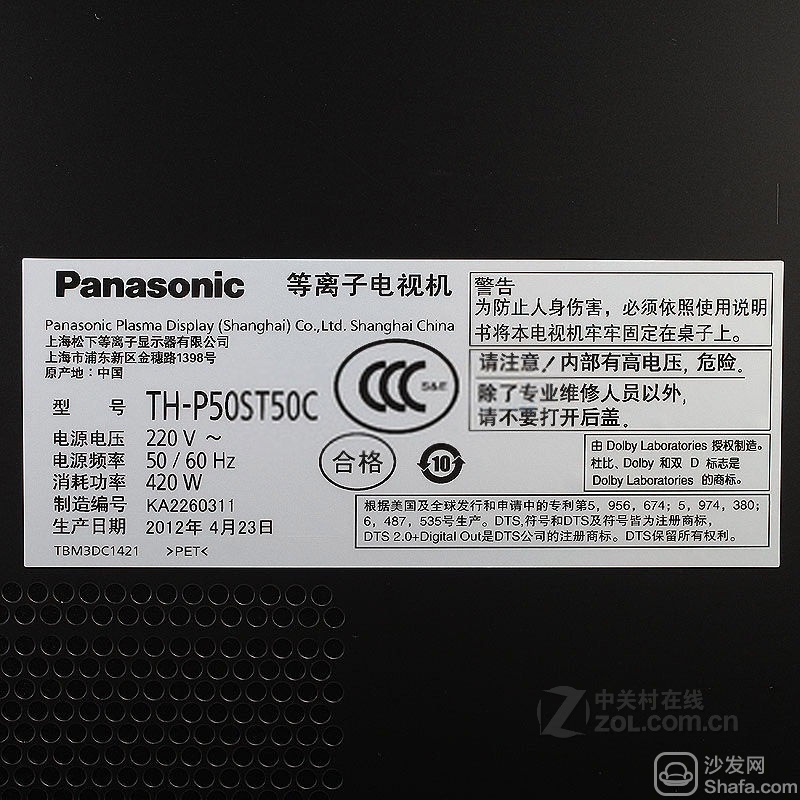 Panasonic 等离子电视机
Panasonic Plasma Display (Shanghai) Co.,Ltd. Shanghai China
上海松下等离子显示器有限公司
上海市浦东新区金穗路1398号
原产地: 中国
型 号 TH-P50ST50C
电源电压 220 V ～
电源频率 50 / 60 Hz
消耗功率 420 W
制造编号 KA2260311
生产日期 2012年 4月23日
TBM3DC1421 >PET<
CCC S&E
合格
10
警告
为防止人身伤害，必须依照使用说明
书将本电视机牢牢固定在桌子上。
请注意！内部有高电压，危险．
除了专业维修人员以外，
请不要打开后盖．
由 Dolby Laboratories 授权制造。
杜比、Dolby 和双 D 标志是
Dolby Laboratories 的商标。
根据美国及全球发行和申请中的专利第5，956，674；5，974，380；
6，487，535号生产。DTS,符号和DTS及符号皆为注册商标，
DTS 2.0+Digital Out是DTS公司的注册商标。DTS保留所有权利。
中关村在线
ZOL.com.cn
沙发网
Shafa.com